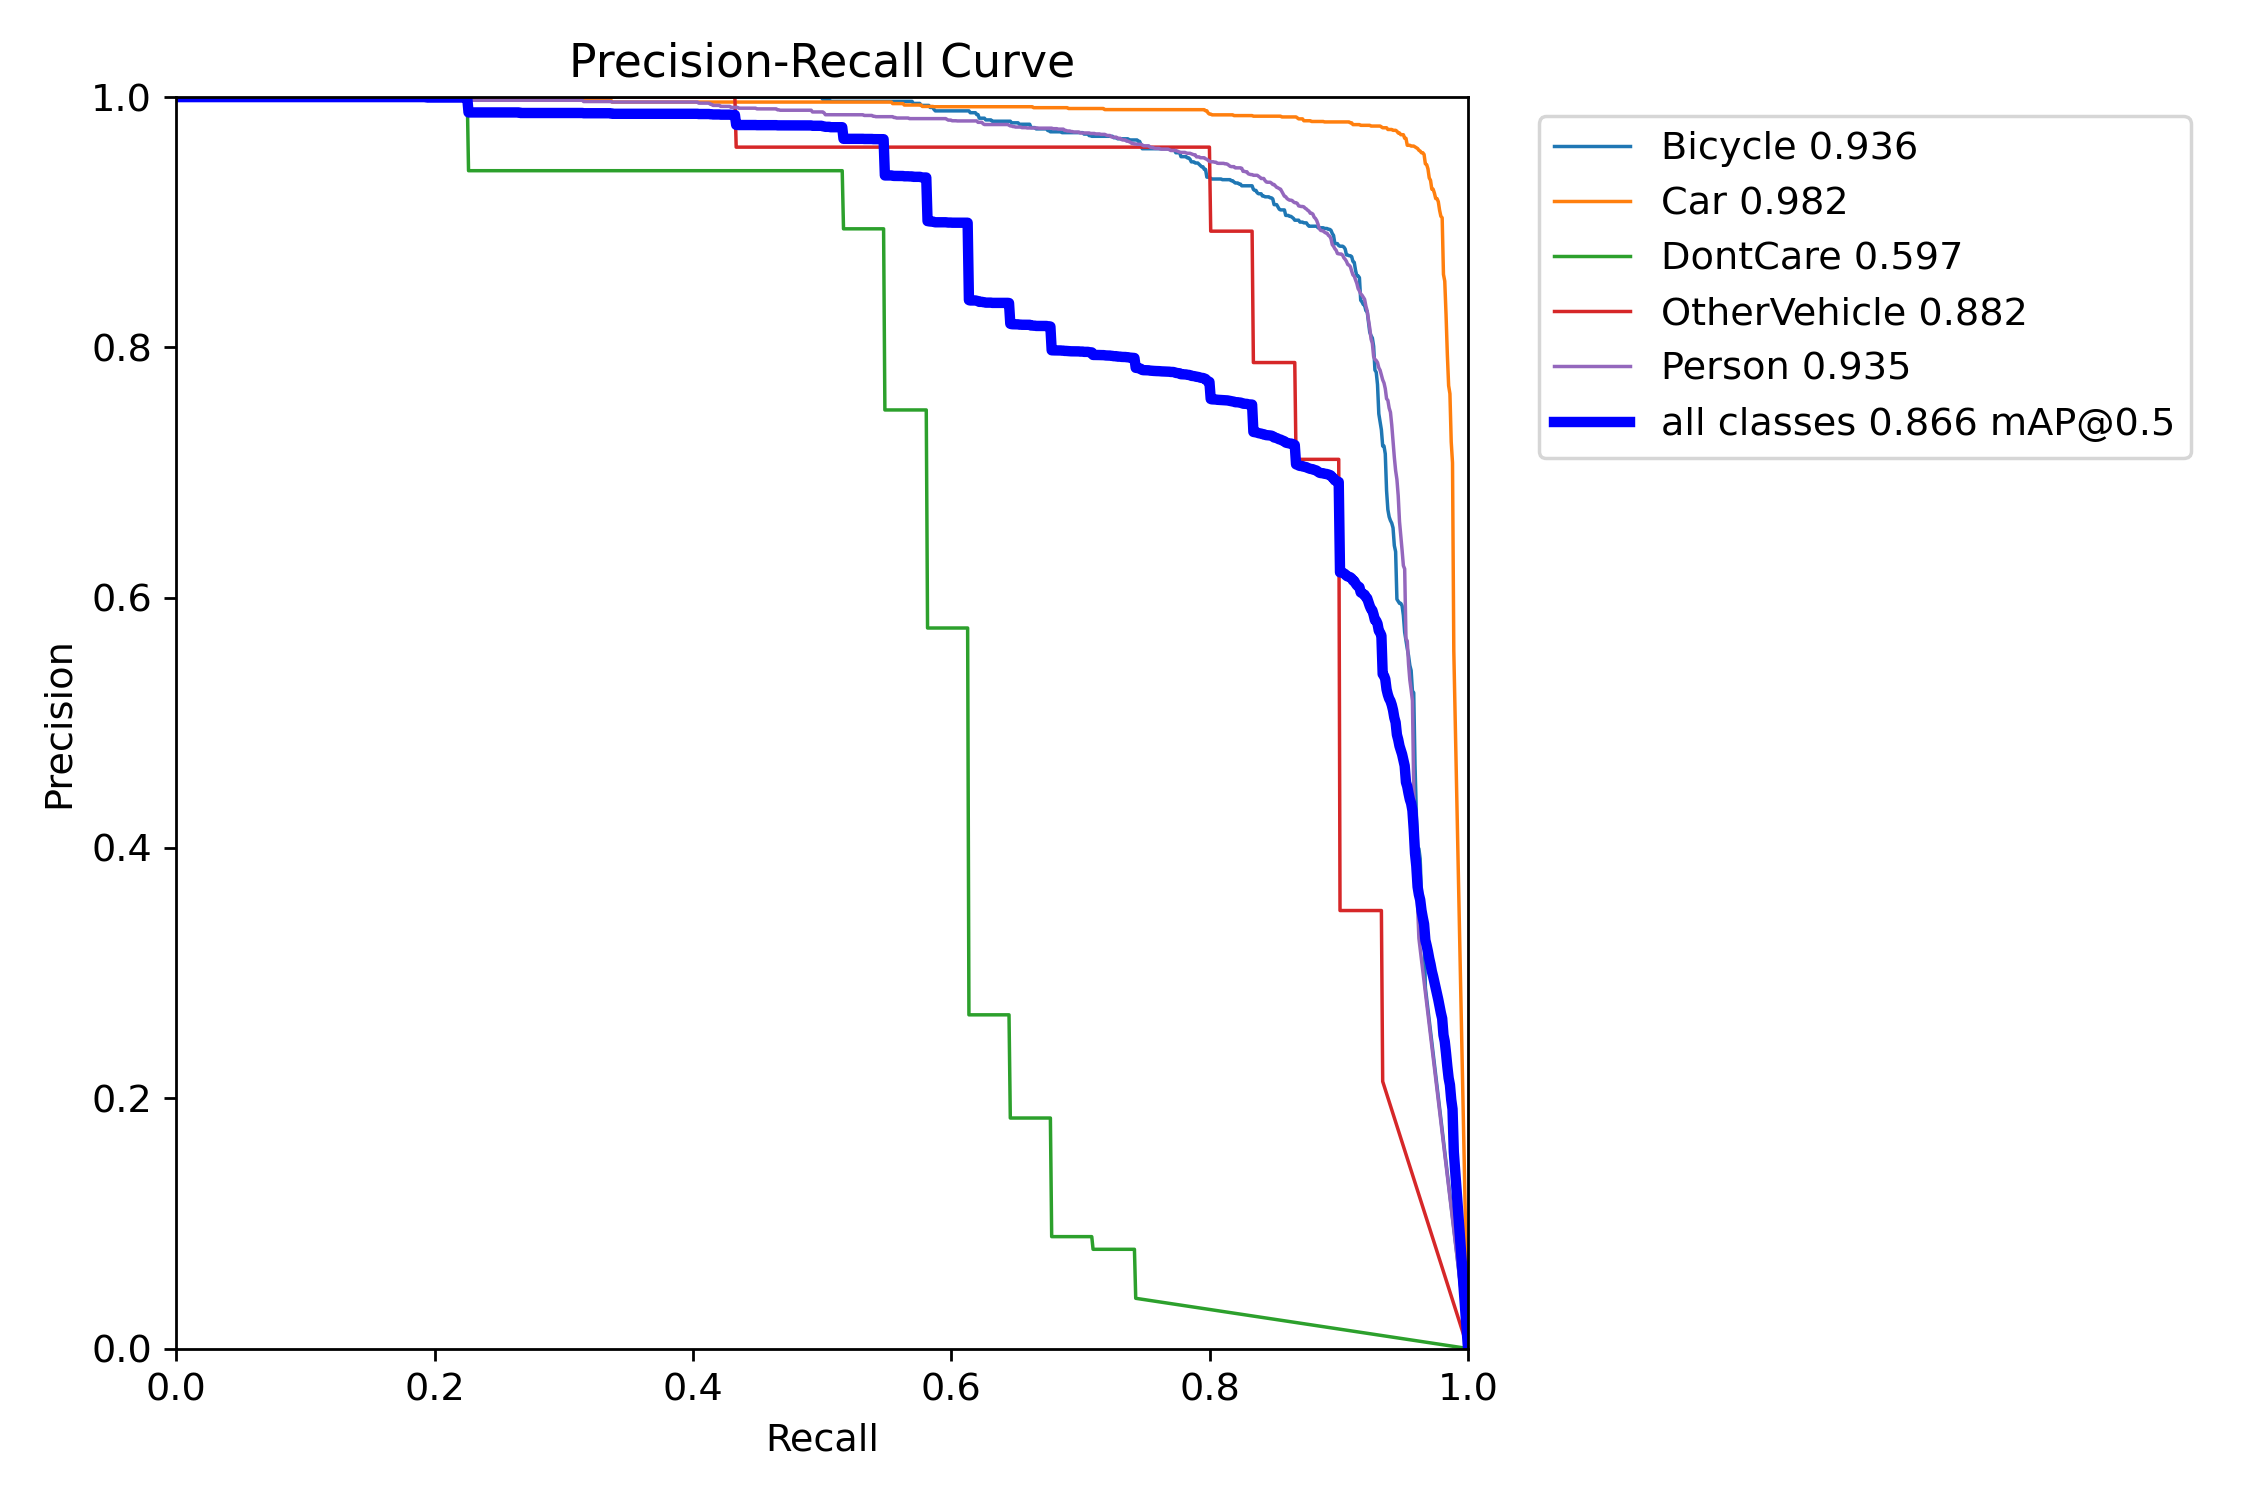 Precision-Recall Curve
1.0
0.8
0.6
0.4
0.2
0.0
Precision
0.0 0.2 0.4 0.6 0.8 1.0
Recall
Bicycle 0.936
Car 0.982
DontCare 0.597
OtherVehicle 0.882
Person 0.935
all classes 0.866 mAP@0.5